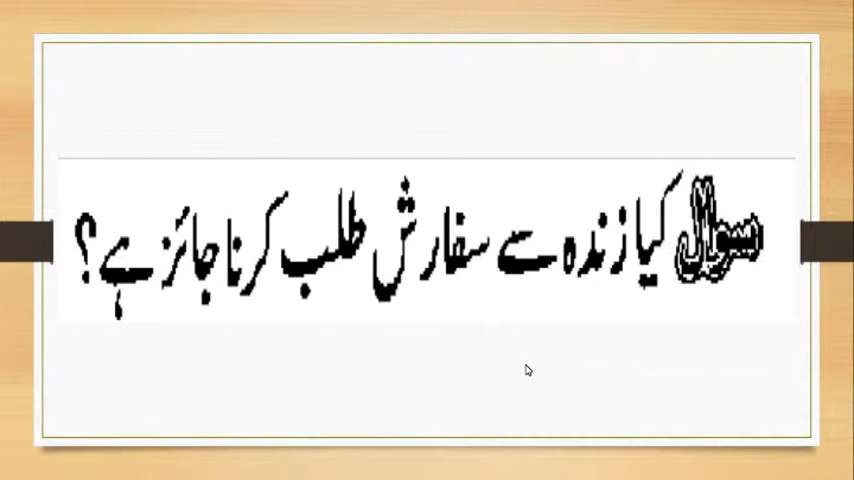 سوال کیا زندہ سے سفارش طلب کرنا جائز ہے؟